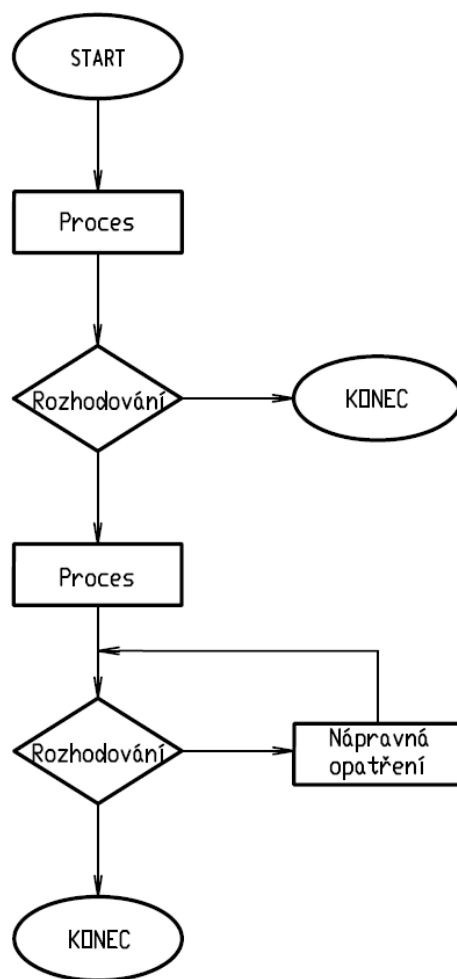 START
Proces
Rozhodování
KONEC
Proces
Rozhodování
Nápravná
opatření
KONEC